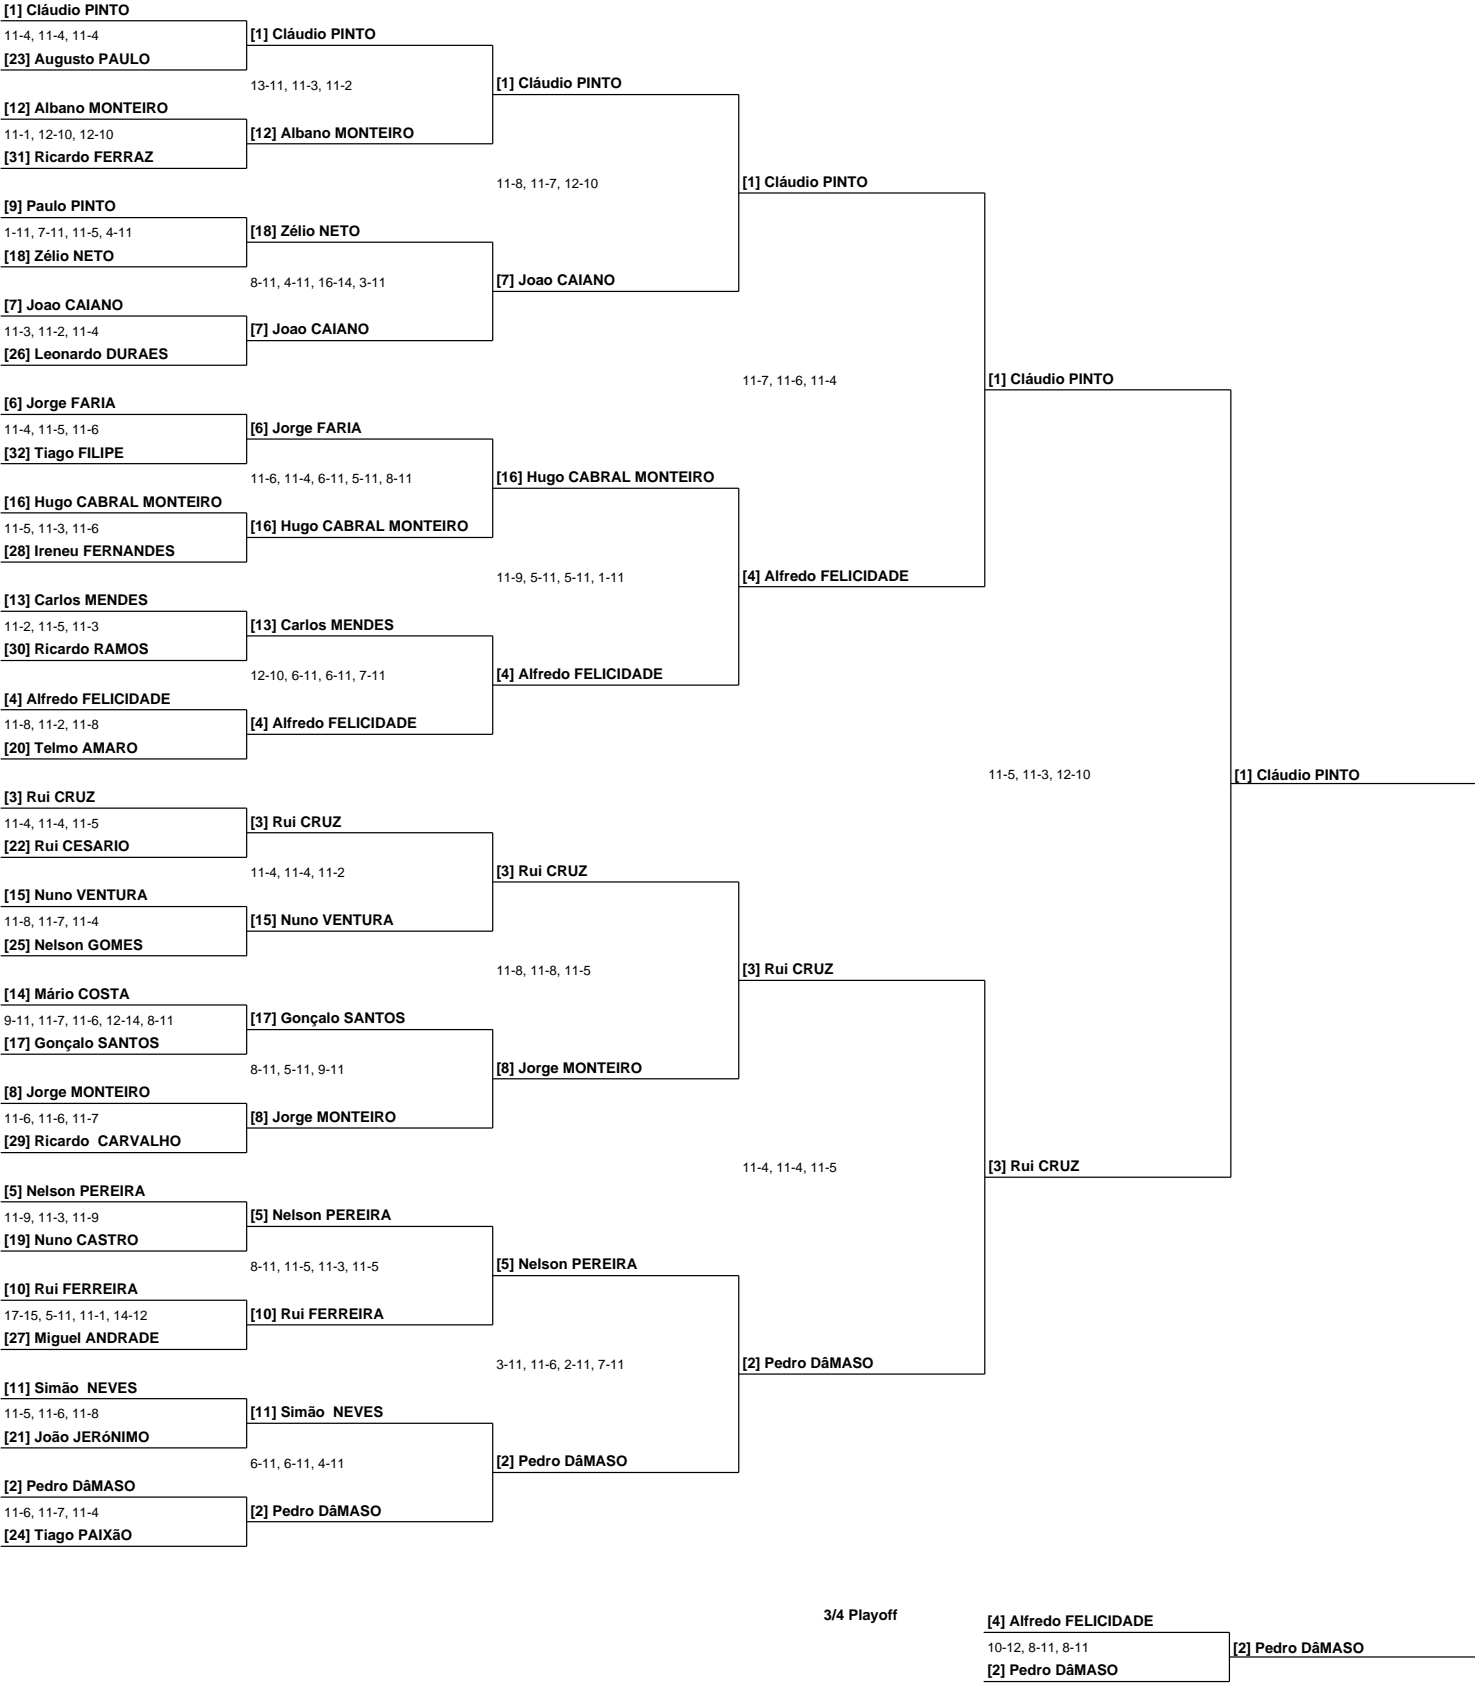 [1] Cláudio PINTO
11-4, 11-4, 11-4
[23] Augusto PAULO
[12] Albano MONTEIRO
11-1, 12-10, 12-10
[31] Ricardo FERRAZ
[9] Paulo PINTO
1-11, 7-11, 11-5, 4-11
[18] Zélio NETO
[7] Joao CAIANO
11-3, 11-2, 11-4
[26] Leonardo DURAES
[6] Jorge FARIA
11-4, 11-5, 11-6
[32] Tiago FILIPE
[16] Hugo CABRAL MONTEIRO
11-5, 11-3, 11-6
[28] Ireneu FERNANDES
[13] Carlos MENDES
11-2, 11-5, 11-3
[30] Ricardo RAMOS
[4] Alfredo FELICIDADE
11-8, 11-2, 11-8
[20] Telmo AMARO
[3] Rui CRUZ
11-4, 11-4, 11-5
[22] Rui CESARIO
[15] Nuno VENTURA
11-8, 11-7, 11-4
[25] Nelson GOMES
[14] Mário COSTA
9-11, 11-7, 11-6, 12-14, 8-11
[17] Gonçalo SANTOS
[8] Jorge MONTEIRO
11-6, 11-6, 11-7
[29] Ricardo  CARVALHO
[5] Nelson PEREIRA
11-9, 11-3, 11-9
[19] Nuno CASTRO
[10] Rui FERREIRA
17-15, 5-11, 11-1, 14-12
[27] Miguel ANDRADE
[11] Simão  NEVES
11-5, 11-6, 11-8
[21] João JERóNIMO
[2] Pedro DâMASO
11-6, 11-7, 11-4
[24] Tiago PAIXãO
[1] Cláudio PINTO
13-11, 11-3, 11-2
[12] Albano MONTEIRO
[18] Zélio NETO
8-11, 4-11, 16-14, 3-11
[7] Joao CAIANO
[6] Jorge FARIA
11-6, 11-4, 6-11, 5-11, 8-11
[16] Hugo CABRAL MONTEIRO
[13] Carlos MENDES
12-10, 6-11, 6-11, 7-11
[4] Alfredo FELICIDADE
[3] Rui CRUZ
11-4, 11-4, 11-2
[15] Nuno VENTURA
[17] Gonçalo SANTOS
8-11, 5-11, 9-11
[8] Jorge MONTEIRO
[5] Nelson PEREIRA
8-11, 11-5, 11-3, 11-5
[10] Rui FERREIRA
[11] Simão  NEVES
6-11, 6-11, 4-11
[2] Pedro DâMASO
[1] Cláudio PINTO
11-8, 11-7, 12-10
[7] Joao CAIANO
[16] Hugo CABRAL MONTEIRO
11-9, 5-11, 5-11, 1-11
[4] Alfredo FELICIDADE
[3] Rui CRUZ
11-8, 11-8, 11-5
[8] Jorge MONTEIRO
[5] Nelson PEREIRA
3-11, 11-6, 2-11, 7-11
[2] Pedro DâMASO
[1] Cláudio PINTO
11-7, 11-6, 11-4
[4] Alfredo FELICIDADE
[3] Rui CRUZ
11-4, 11-4, 11-5
[2] Pedro DâMASO
[1] Cláudio PINTO
11-5, 11-3, 12-10
[3] Rui CRUZ
[1] Cláudio PINTO
3/4 Playoff
[4] Alfredo FELICIDADE
10-12, 8-11, 8-11
[2] Pedro DâMASO
[2] Pedro DâMASO